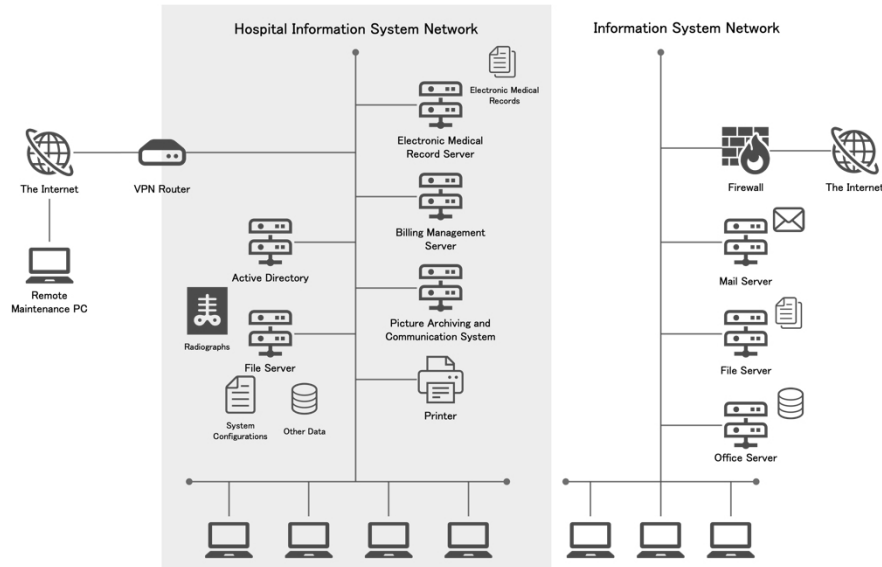 Hospital Information System Network
Information System Network
Electronic Medical
Records
Electronic Medical
Record Server
The Internet
VPN Router
Firewall
The Internet
Billing Management
Server
Active Directory
Mail Server
Remote
Maintenance PC
Picture Archiving and
Communication System
Radiographs
File Server
File Server
System
Configurations
Other Data
Printer
Office Server